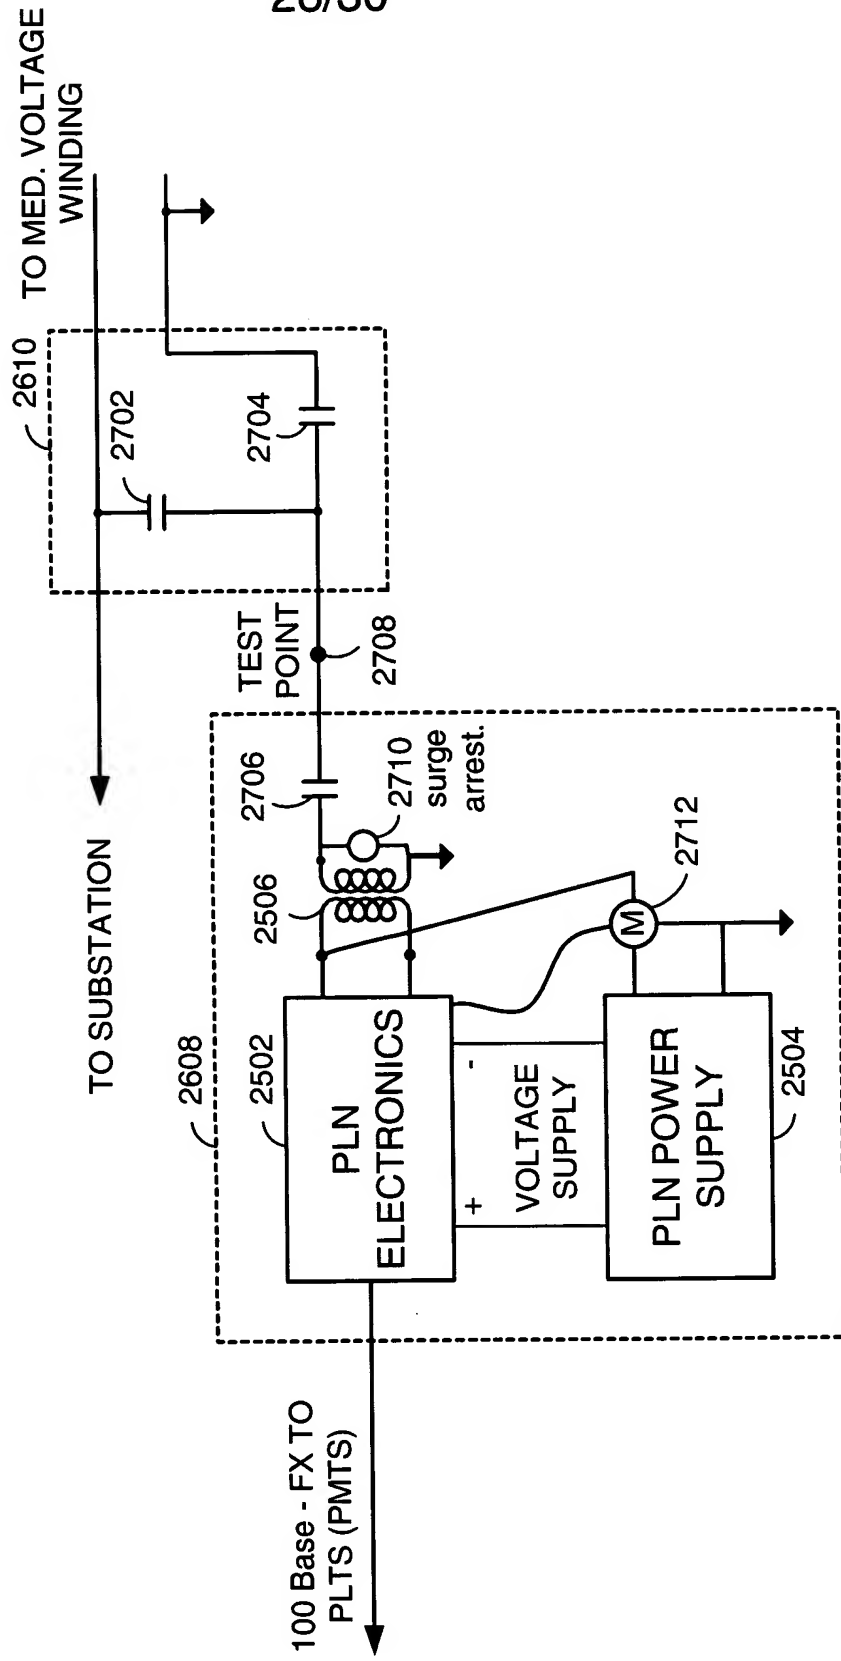 TO MED. VOLTAGE
WINDING
2610
2702
2704
TO SUBSTATION
TEST
POINT
2708
2608
2706
2710
surge
arrest.
2506
2712
2502
PLN
ELECTRONICS
+
-
VOLTAGE
SUPPLY
M
PLN POWER
SUPPLY
2504
100 Base - FX TO
PLTS (PMTS)